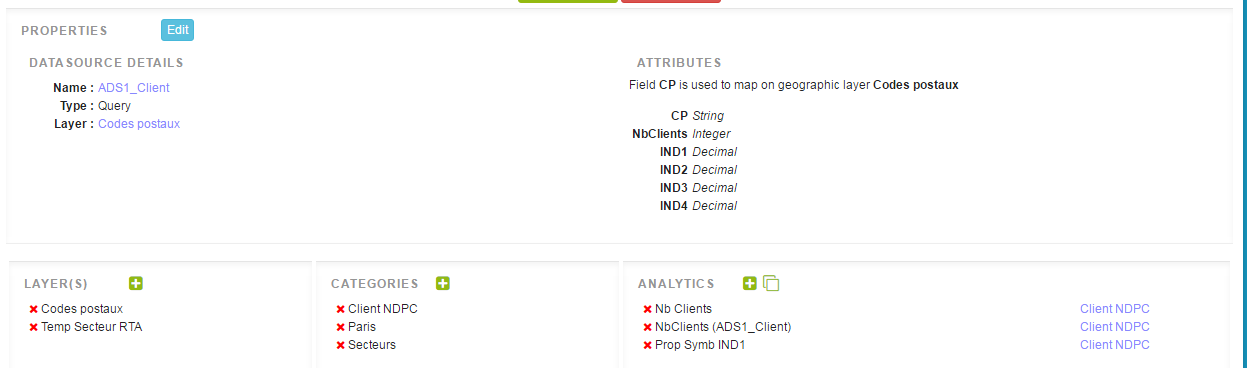 PROPERTIES Edit
DATASOURCE DETAILS
Name : ADS1_Client
Type : Query
Layer : Codes postaux
ATTRIBUTES
Field CP is used to map on geographic layer Codes postaux
CP String
NbClients Integer
IND1 Decimal
IND2 Decimal
IND3 Decimal
IND4 Decimal
LAYER(S)
Codes postaux
Temp Secteur RTA
CATEGORIES
Client NDPC
Paris
Secteurs
ANALYTICS
Nb Clients Client NDPC
NbClients (ADS1_Client) Client NDPC
Prop Symb IND1 Client NDPC